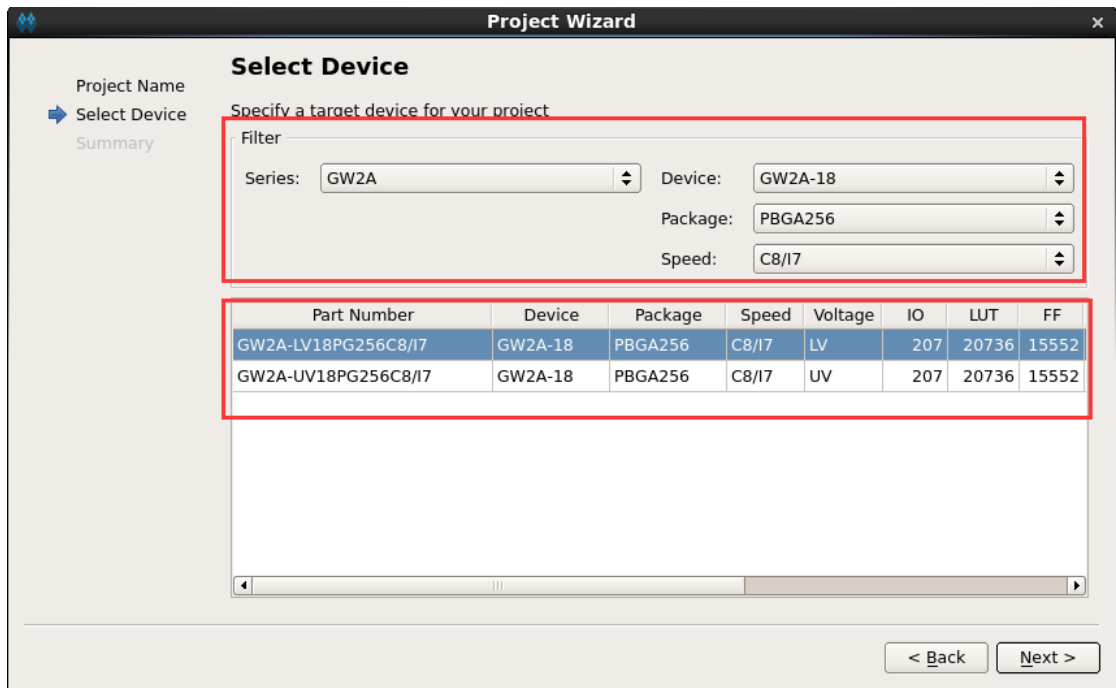 Project Wizard
Project Name
Select Device
Summary
Select Device
Specify a target device for your project
Filter
Series: GW2A Device: GW2A-18
Package: PBGA256
Speed: C8/I7
Part Number Device Package Speed Voltage IO LUT FF
GW2A-LV18PG256C8/I7 GW2A-18 PBGA256 C8/I7 LV 207 20736 15552
GW2A-UV18PG256C8/I7 GW2A-18 PBGA256 C8/I7 UV 207 20736 15552
< Back Next >